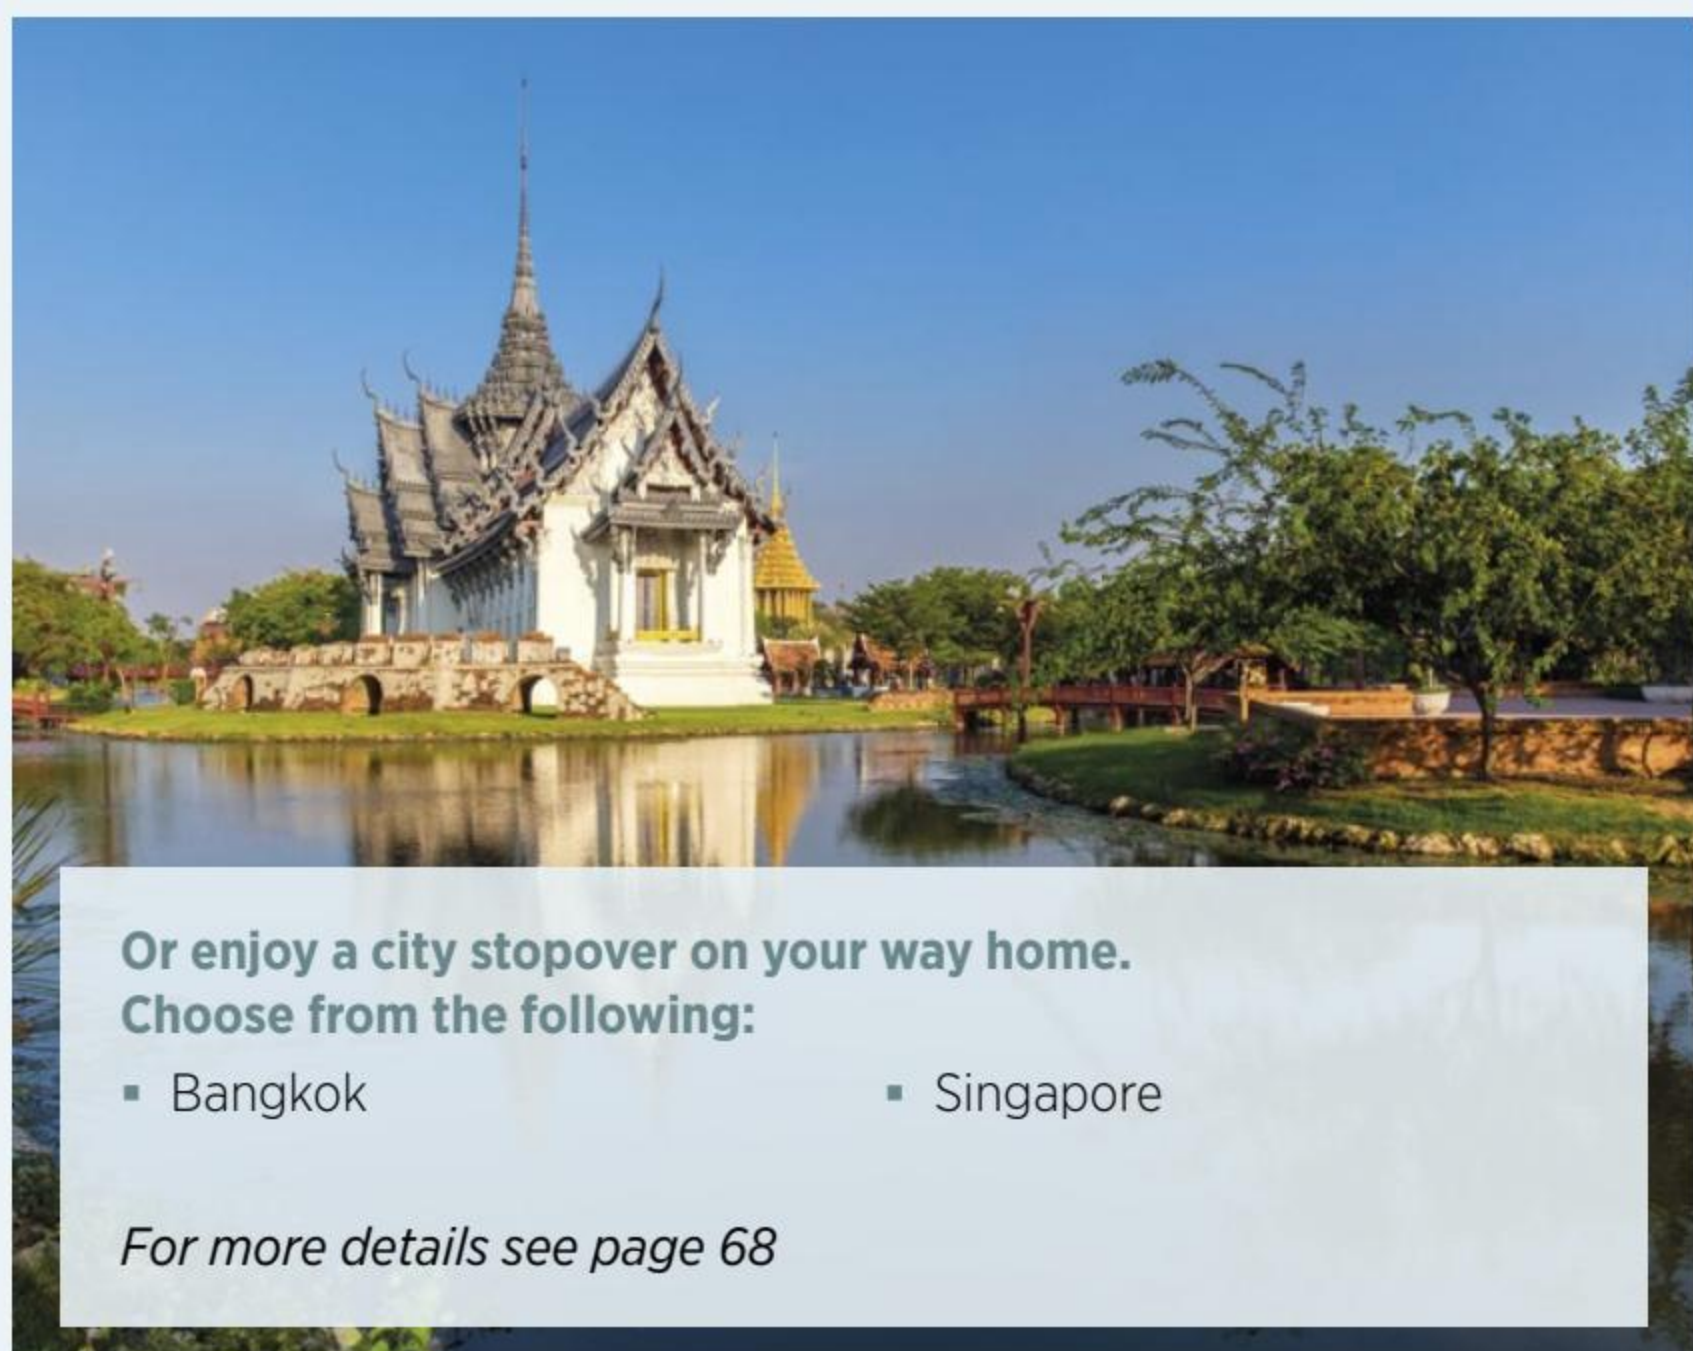 Or enjoy a city stopover on your way home.
Choose from the following:
▪ Bangkok
▪ Singapore
For more details see page 68